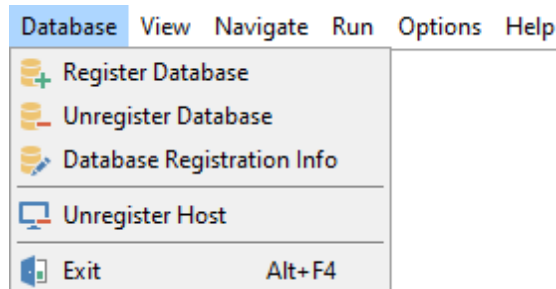 Database View Navigate Run Options Help
Register Database
Unregister Database
Database Registration Info
Unregister Host
Exit Alt+F4